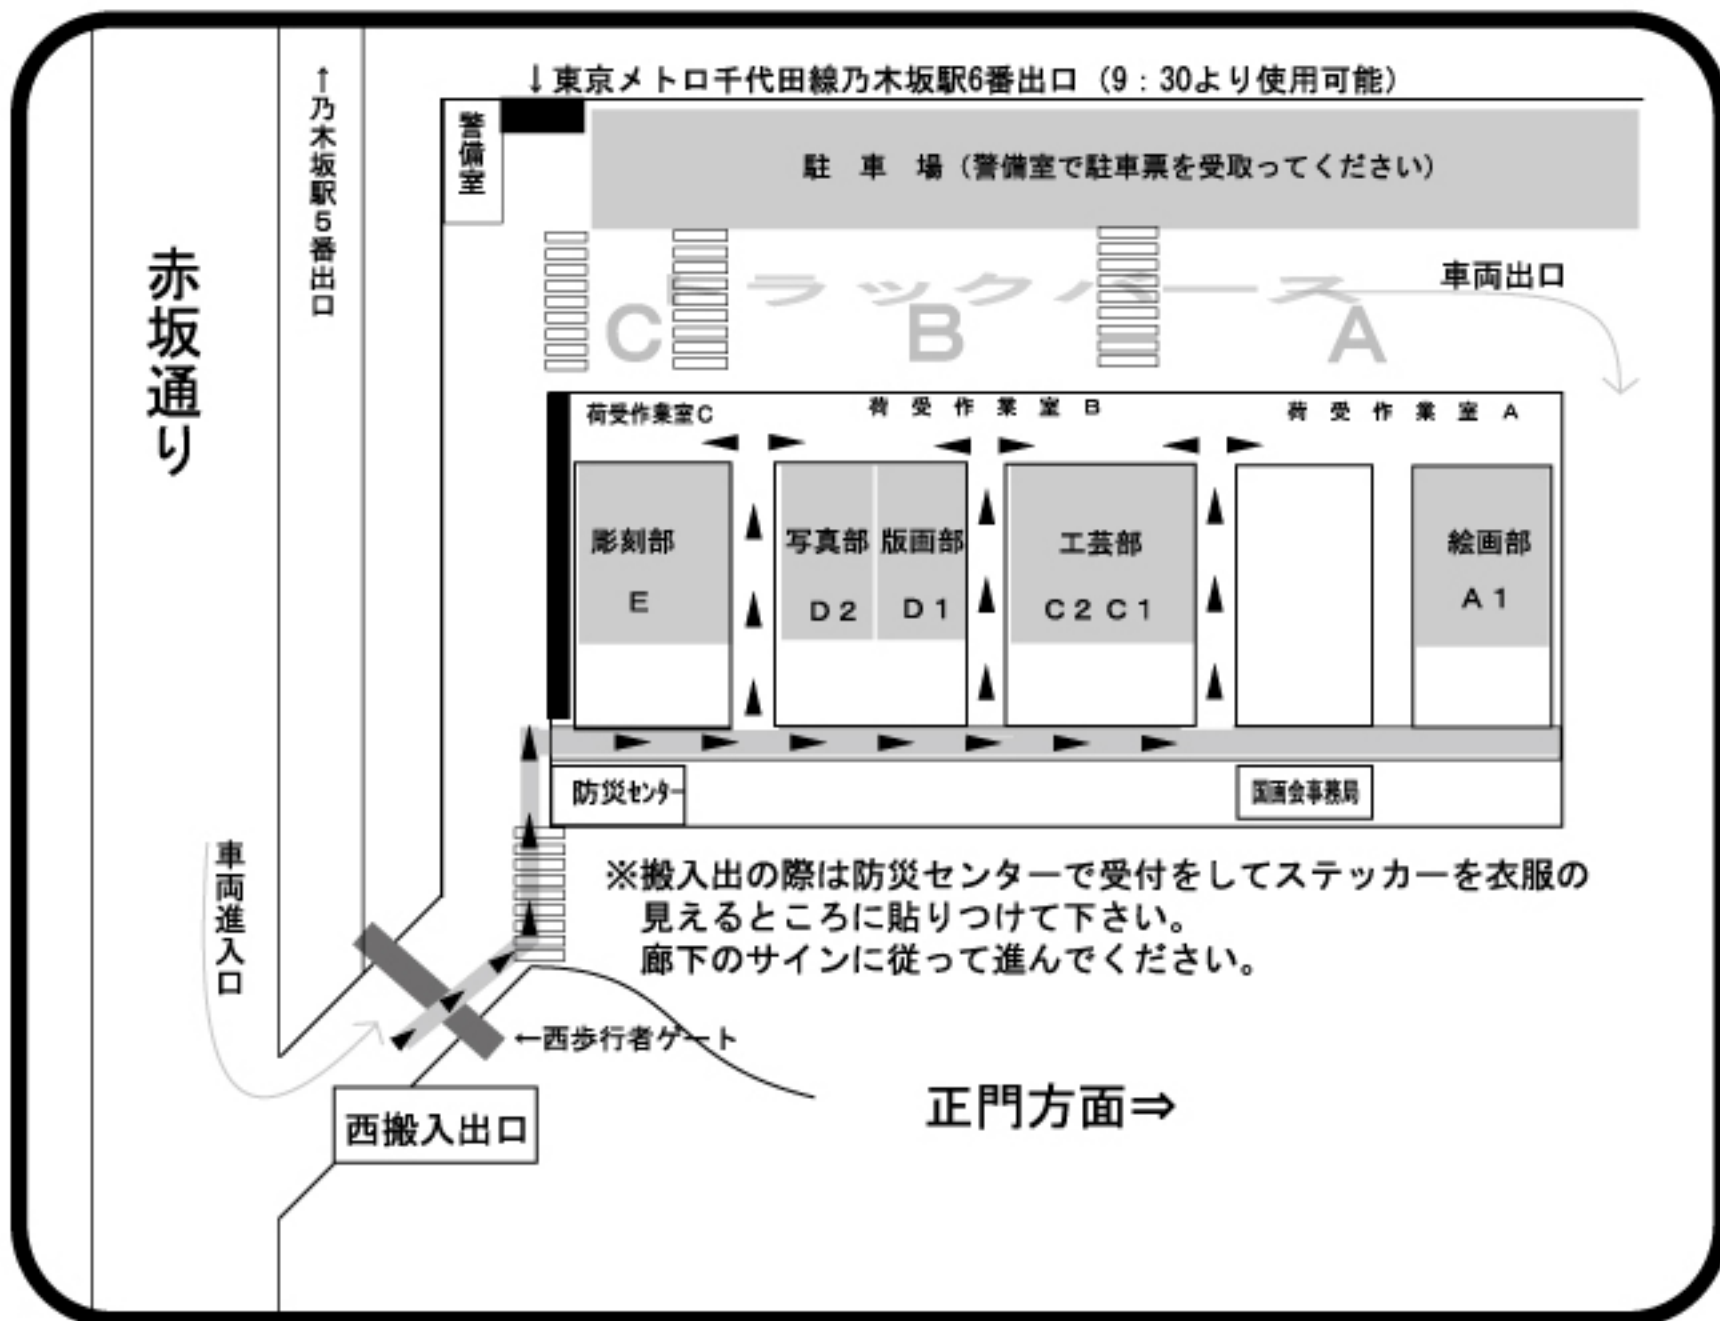 ↓東京メトロ千代田線乃木坂駅6番出口（9：30より使用可能）
↑乃木坂駅5番出口
警備室
駐車場（警備室で駐車票を受取ってください）
赤坂通り
トラックバース
車両出口
C
B
A
荷受作業室C
荷受作業室B
荷受作業室A
彫刻部
E
写真部
D2
版画部
D1
工芸部
C2 C1
絵画部
A1
防災センター
国画会事務局
車両進入口
※搬入出の際は防災センターで受付をしてステッカーを衣服の
見えるところに貼りつけて下さい。
廊下のサインに従って進んでください。
←西歩行者ゲート
正門方面⇒
西搬入出口